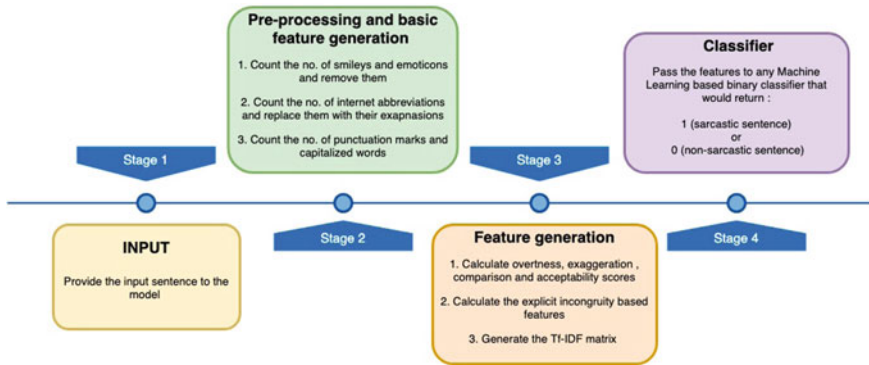 Pre-processing and basic
feature generation
1. Count the no. of smileys and emoticons
and remove them
2. Count the no. of internet abbreviations
and replace them with their exapnasions
3. Count the no. of punctuation marks and
capitalized words
Classifier
Pass the features to any Machine
Learning based binary classifier that
would return :
1 (sarcastic sentence)
or
0 (non-sarcastic sentence)
Stage 1
Stage 3
INPUT
Provide the input sentence to the
model
Stage 2
Feature generation
1. Calculate overtness, exaggeration ,
comparison and acceptability scores
2. Calculate the explicit incongruity based
features
3. Generate the Tf-IDF matrix
Stage 4